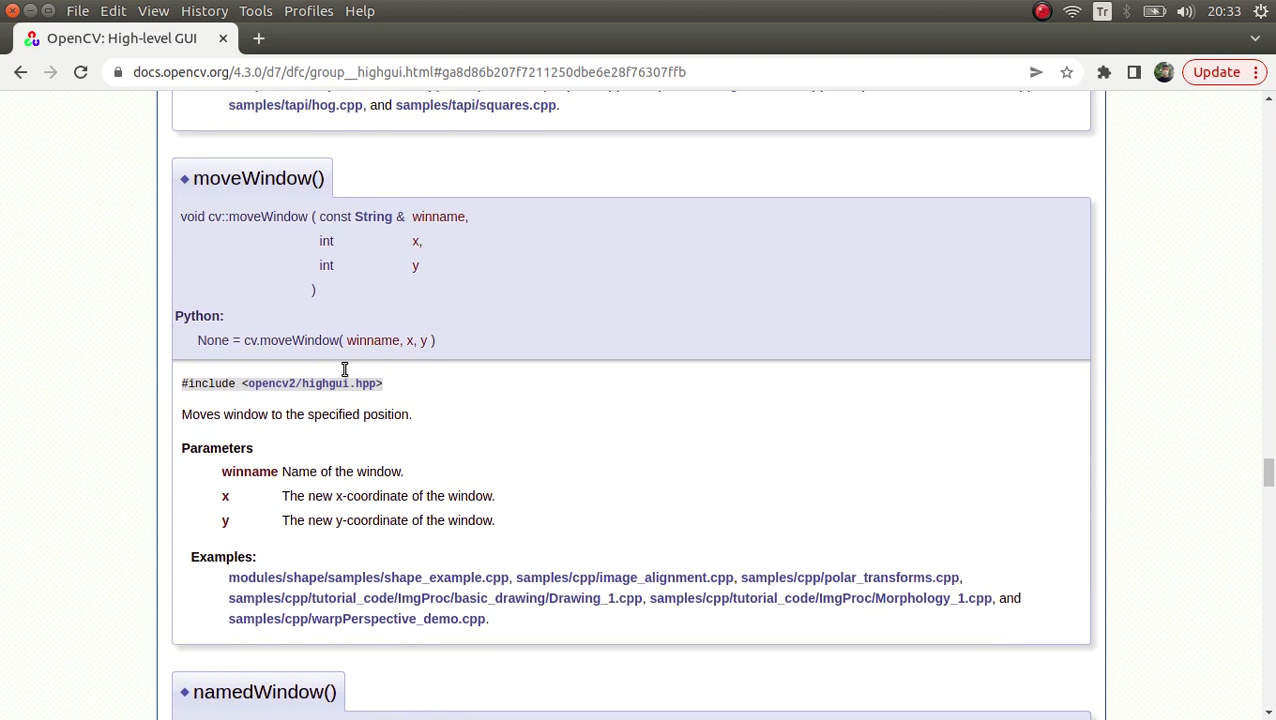 File Edit View History Tools Profiles Help Tr 20:33
OpenCV: High-level GUI
docs.opencv.org/4.3.0/d7/dfc/group__highgui.html#ga8d86b207f7211250dbe6e28f76307ffb Update
samples/tapi/hog.cpp, and samples/tapi/squares.cpp.
◆ moveWindow()
void cv::moveWindow ( const String & winname,
int x,
int y
)
Python:
None = cv.moveWindow( winname, x, y )
#include <opencv2/highgui.hpp>
Moves window to the specified position.
Parameters
winname Name of the window.
x The new x-coordinate of the window.
y The new y-coordinate of the window.
Examples:
modules/shape/samples/shape_example.cpp, samples/cpp/image_alignment.cpp, samples/cpp/polar_transforms.cpp,
samples/cpp/tutorial_code/ImgProc/basic_drawing/Drawing_1.cpp, samples/cpp/tutorial_code/ImgProc/Morphology_1.cpp, and
samples/cpp/warpPerspective_demo.cpp.
◆ namedWindow()